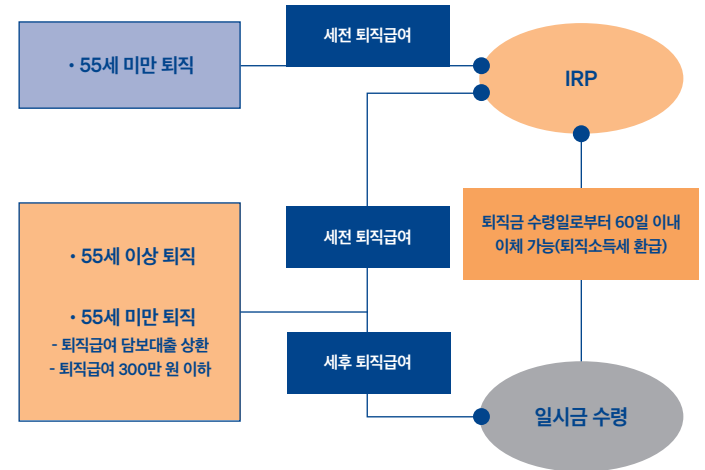 세전 퇴직급여
• 55세 미만 퇴직
IRP
세전 퇴직급여
퇴직금 수령일로부터 60일 이내
이체 가능(퇴직소득세 환급)
• 55세 이상 퇴직
• 55세 미만 퇴직
- 퇴직급여 담보대출 상환
- 퇴직급여 300만 원 이하
세후 퇴직급여
일시금 수령